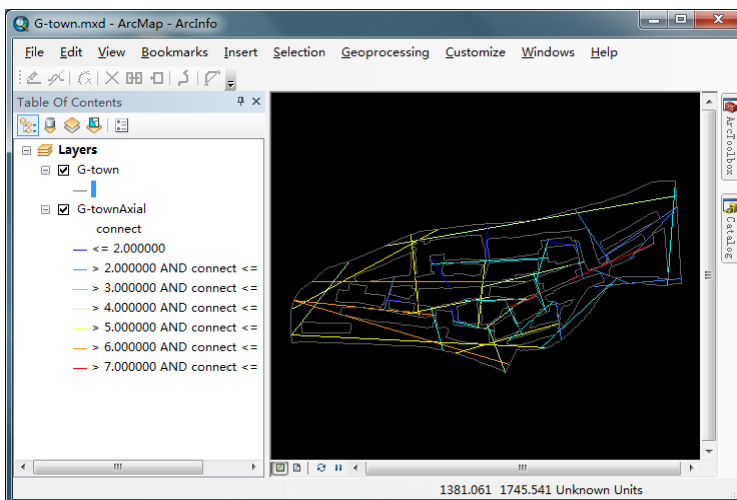 G-town.mxd - ArcMap - ArcInfo
File Edit View Bookmarks Insert Selection Geoprocessing Customize Windows Help
Table Of Contents
Layers
G-town
G-townAxial
connect
<= 2.000000
> 2.000000 AND connect <=
> 3.000000 AND connect <=
> 4.000000 AND connect <=
> 5.000000 AND connect <=
> 6.000000 AND connect <=
> 7.000000 AND connect <=
ArcToolbox
Catalog
1381.061 1745.541 Unknown Units